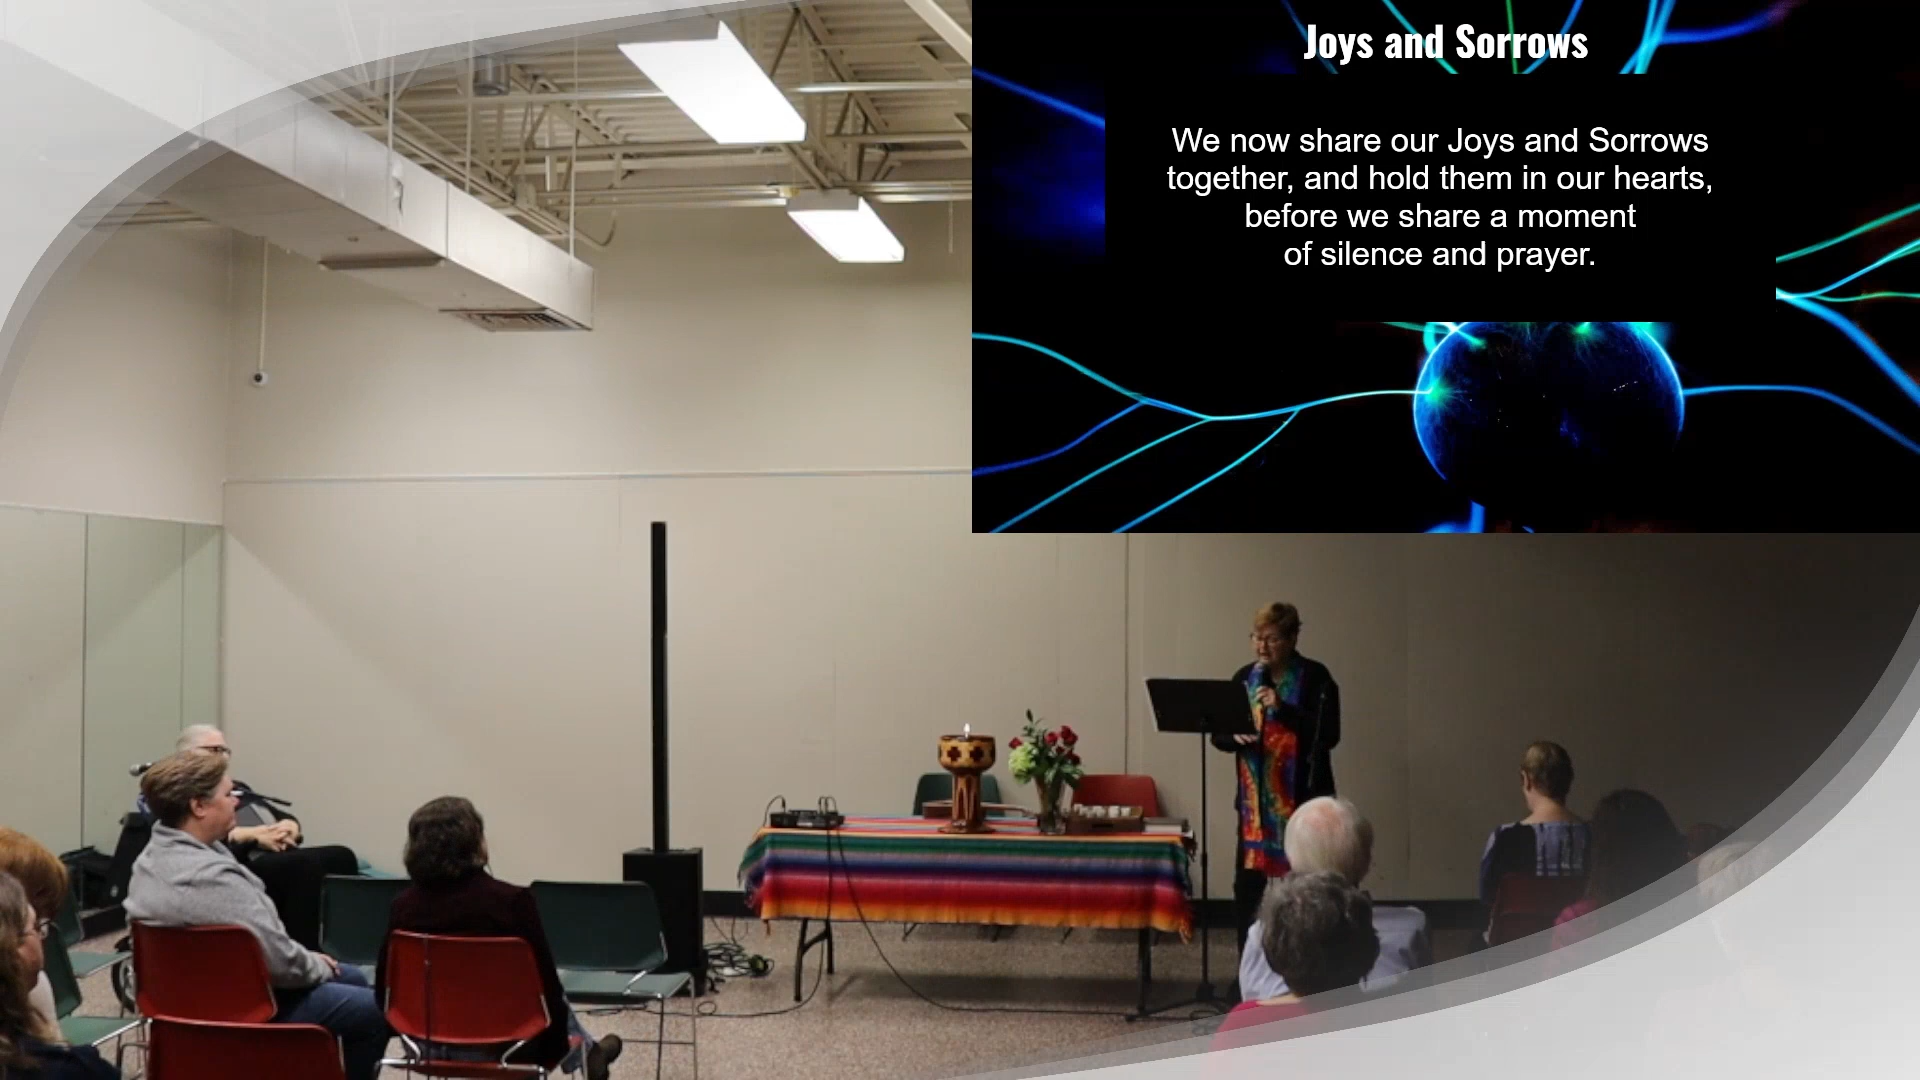 Joys and Sorrows
We now share our Joys and Sorrows
together, and hold them in our hearts,
before we share a moment
of silence and prayer.